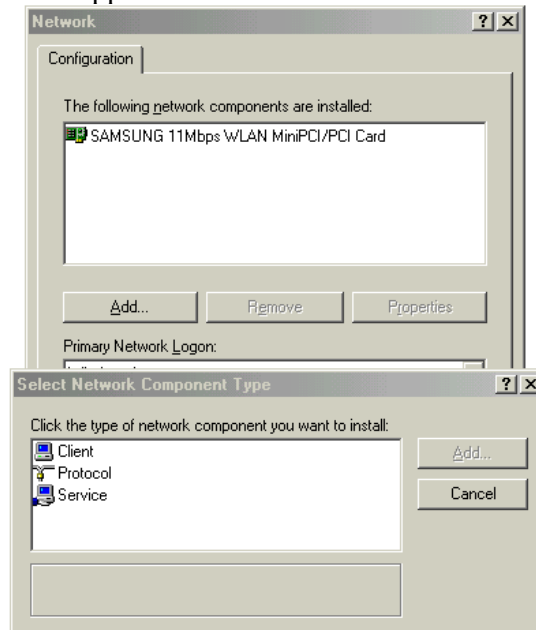 Network
Configuration
The following network components are installed:
SAMSUNG 11Mbps WLAN MiniPCI/PCI Card
Add... Remove Properties
Primary Network Logon:
Select Network Component Type
Click the type of network component you want to install:
Client
Add...
Protocol
Service
Cancel